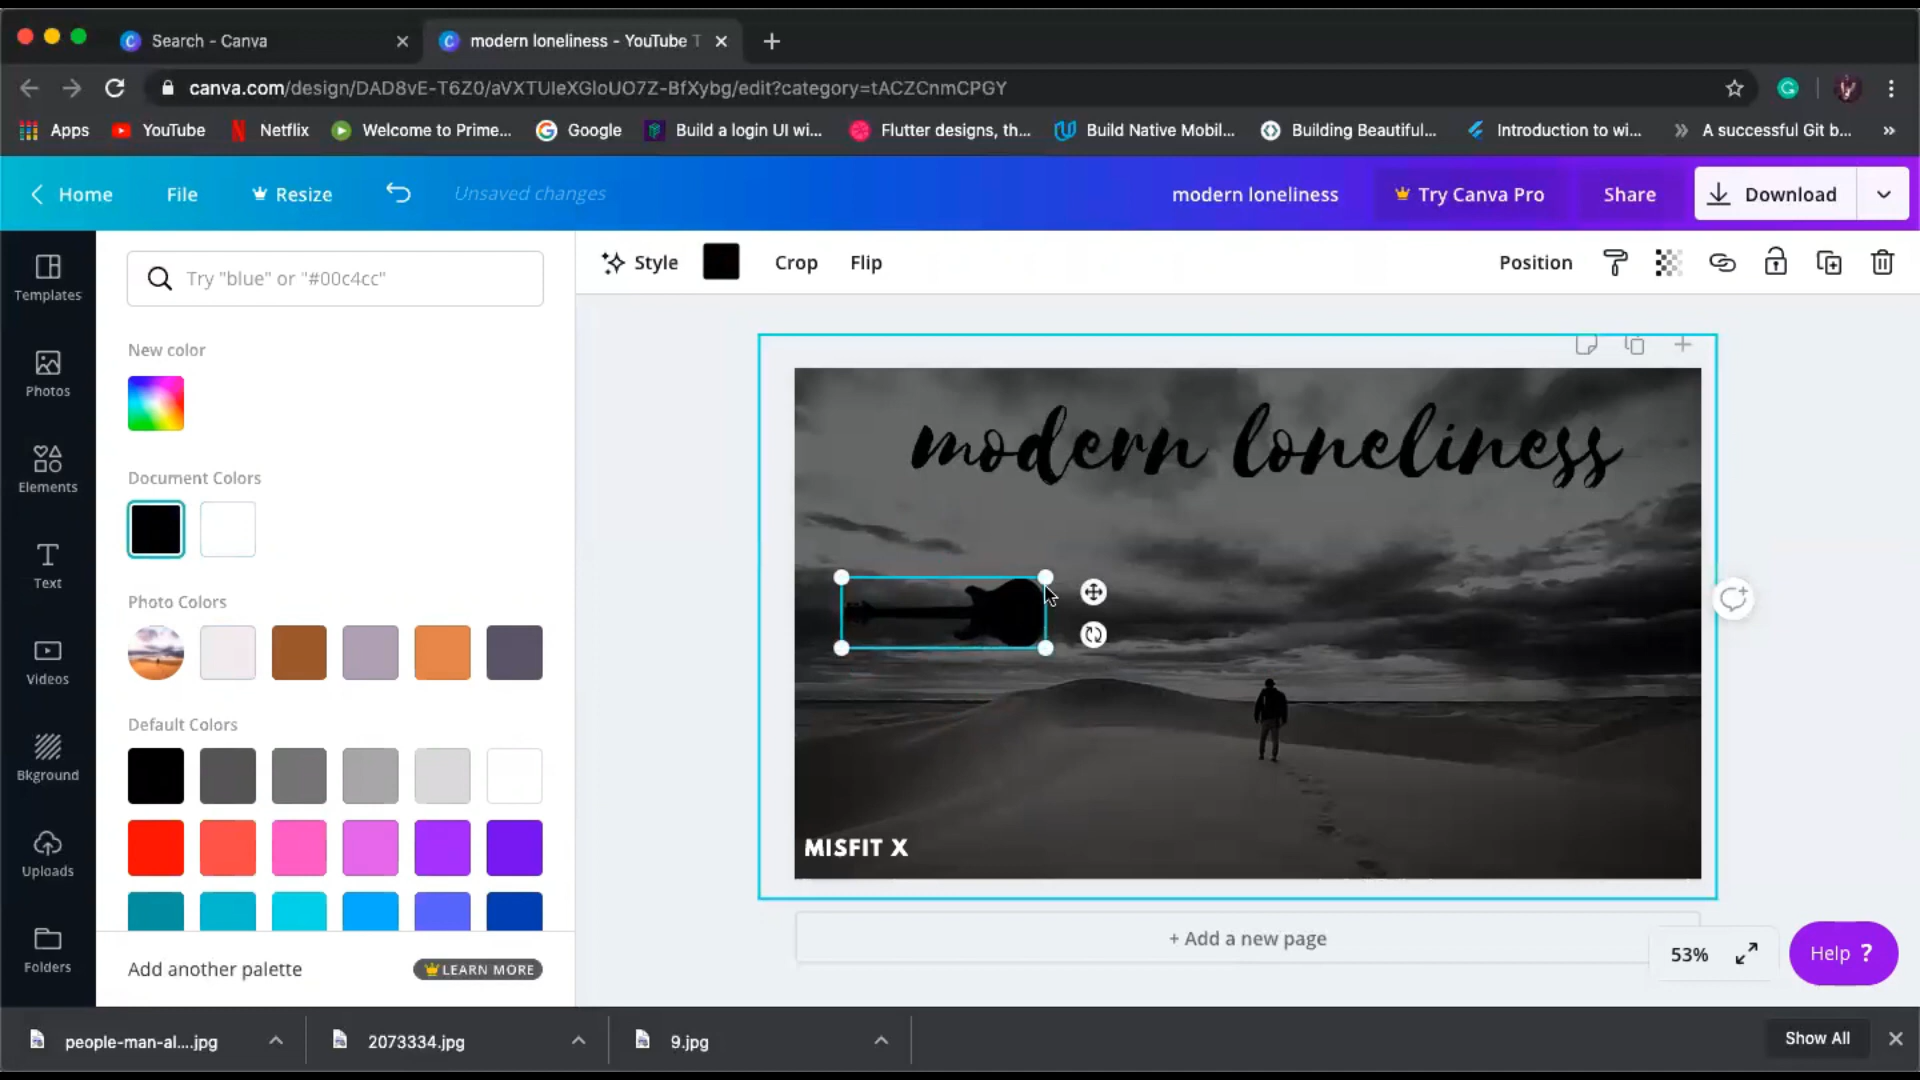 Search - Canva
modern loneliness - YouTube T
canva.com/design/DAD8vE-T6Z0/aVXTUIeXGloUO7Z-BfXybg/edit?category=tACZCnmCPGY
Apps
YouTube
Netflix
Welcome to Prime...
Google
Build a login UI wi...
Flutter designs, th...
Build Native Mobil...
Building Beautiful...
Introduction to wi...
A successful Git b...
Home
File
Resize
Unsaved changes
modern loneliness
Try Canva Pro
Share
Download
Templates
Photos
Elements
Text
Videos
Bkground
Uploads
Folders
Try "blue" or "#00c4cc"
New color
Document Colors
Photo Colors
Default Colors
Add another palette
LEARN MORE
Style
Crop
Flip
Position
modern loneliness
MISFIT X
+ Add a new page
53%
Help ?
people-man-al....jpg
2073334.jpg
9.jpg
Show All